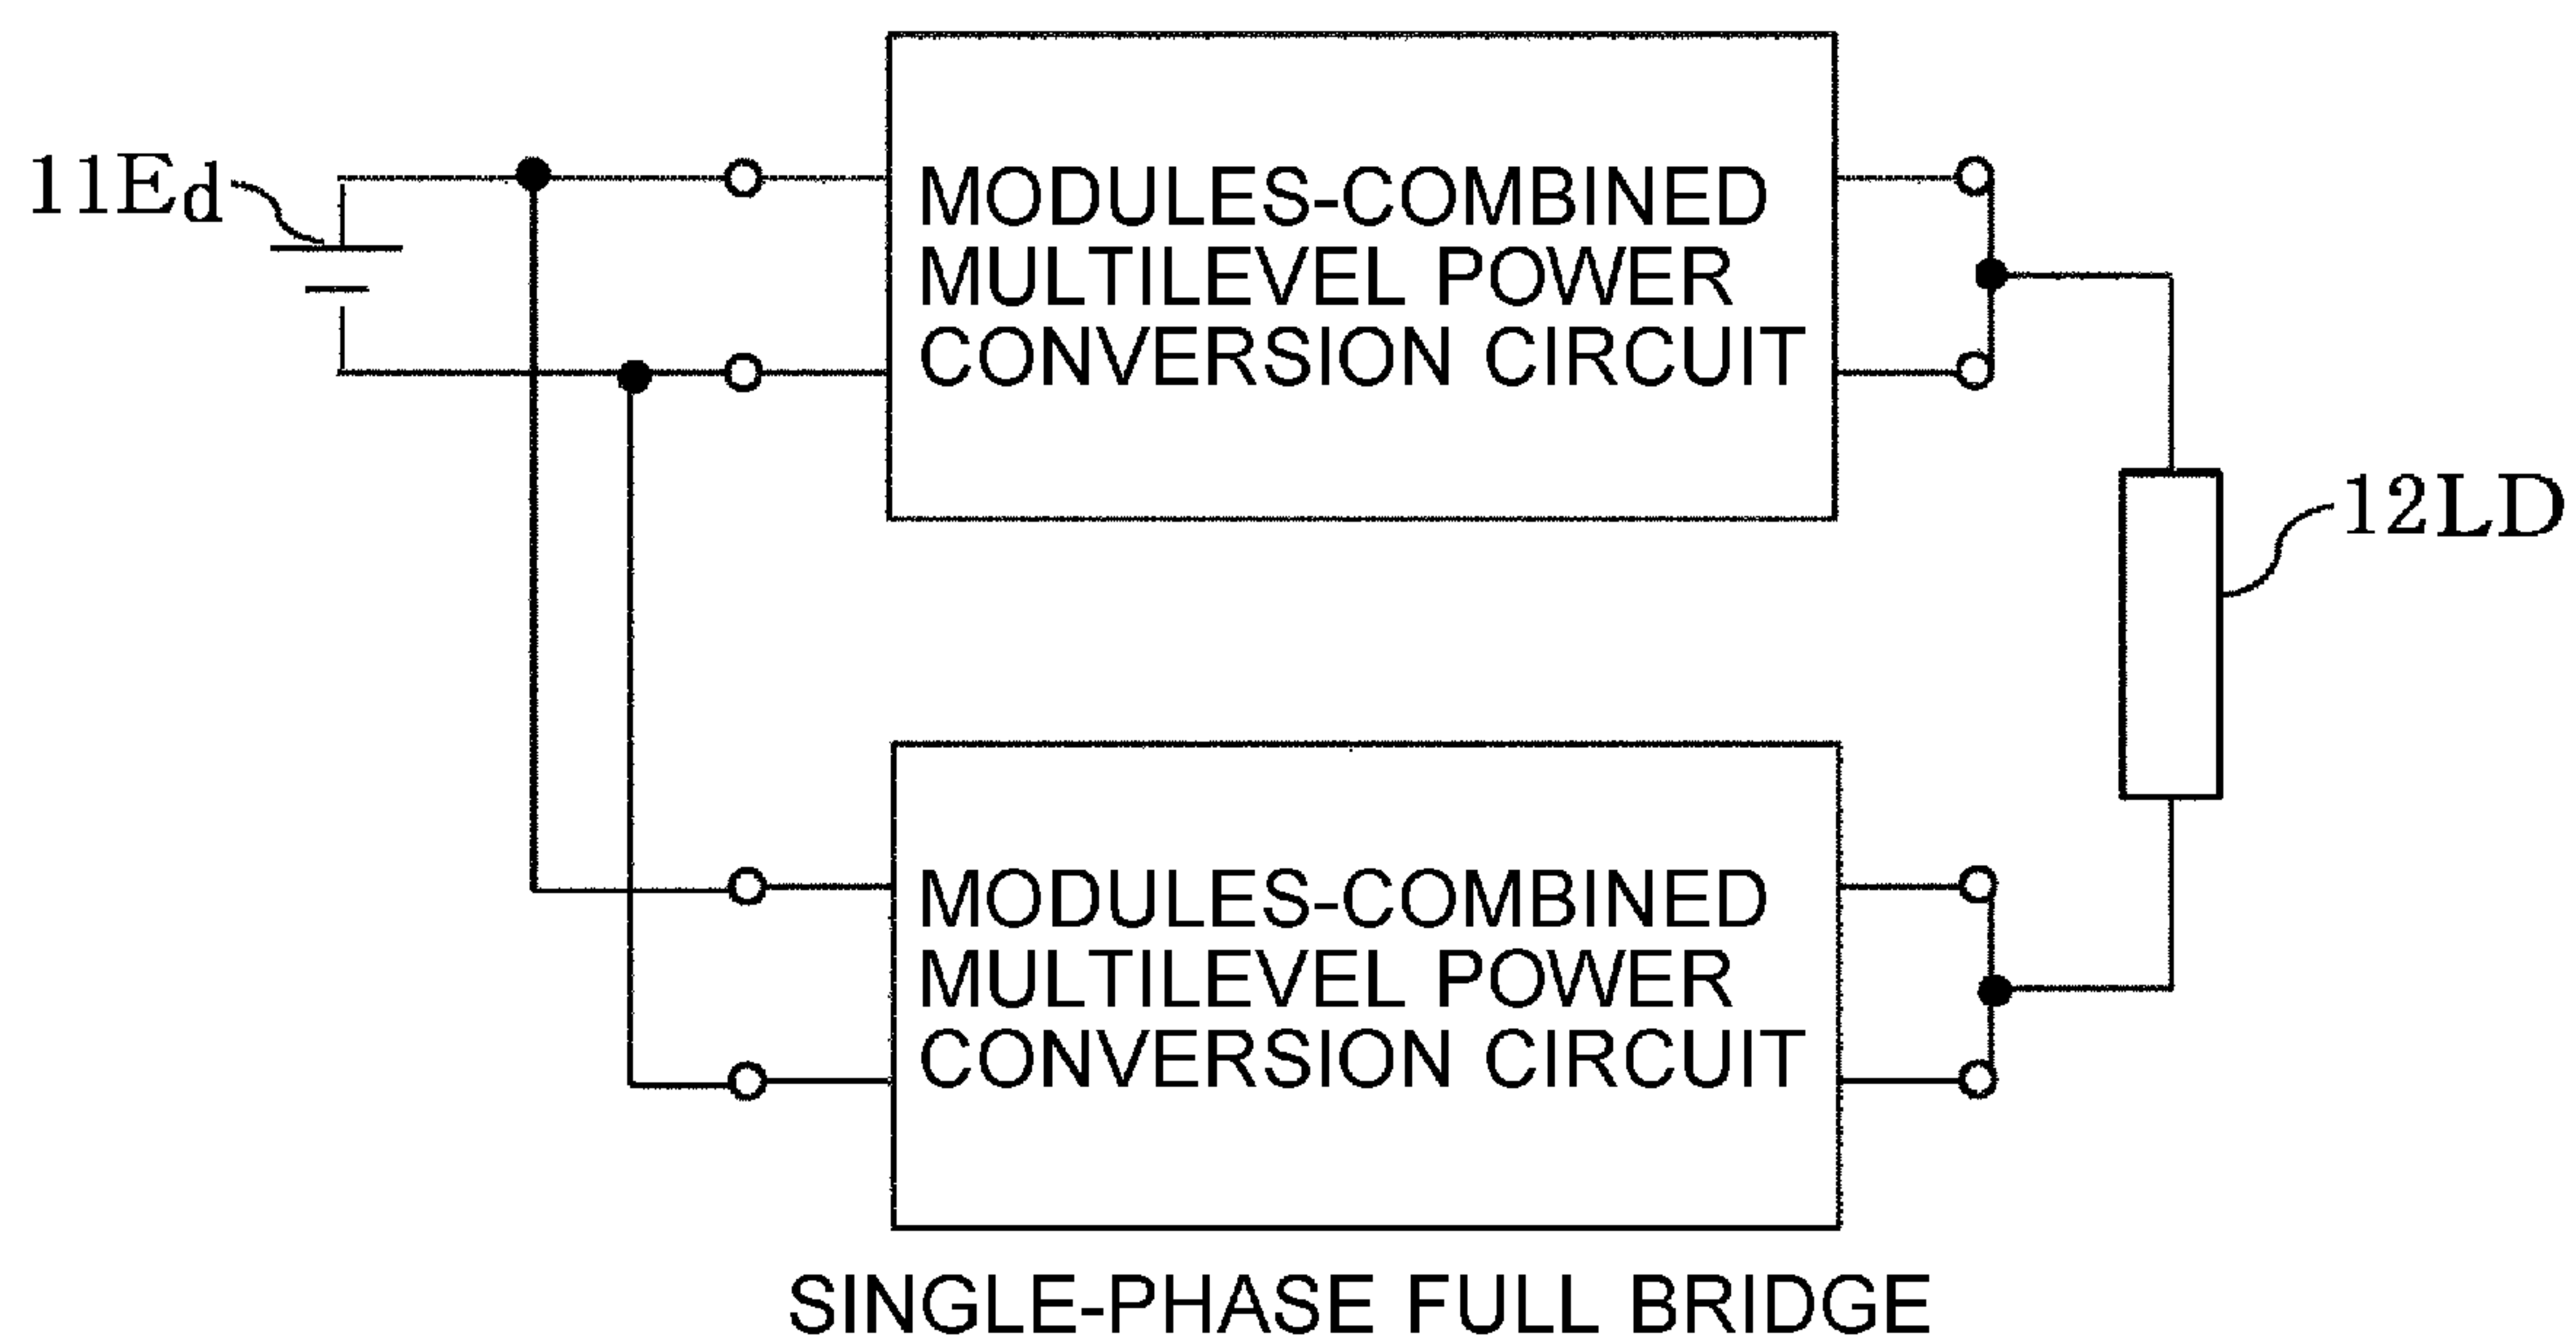 11Ed
MODULES-COMBINED
MULTILEVEL POWER
CONVERSION CIRCUIT
12LD
MODULES-COMBINED
MULTILEVEL POWER
CONVERSION CIRCUIT
SINGLE-PHASE FULL BRIDGE